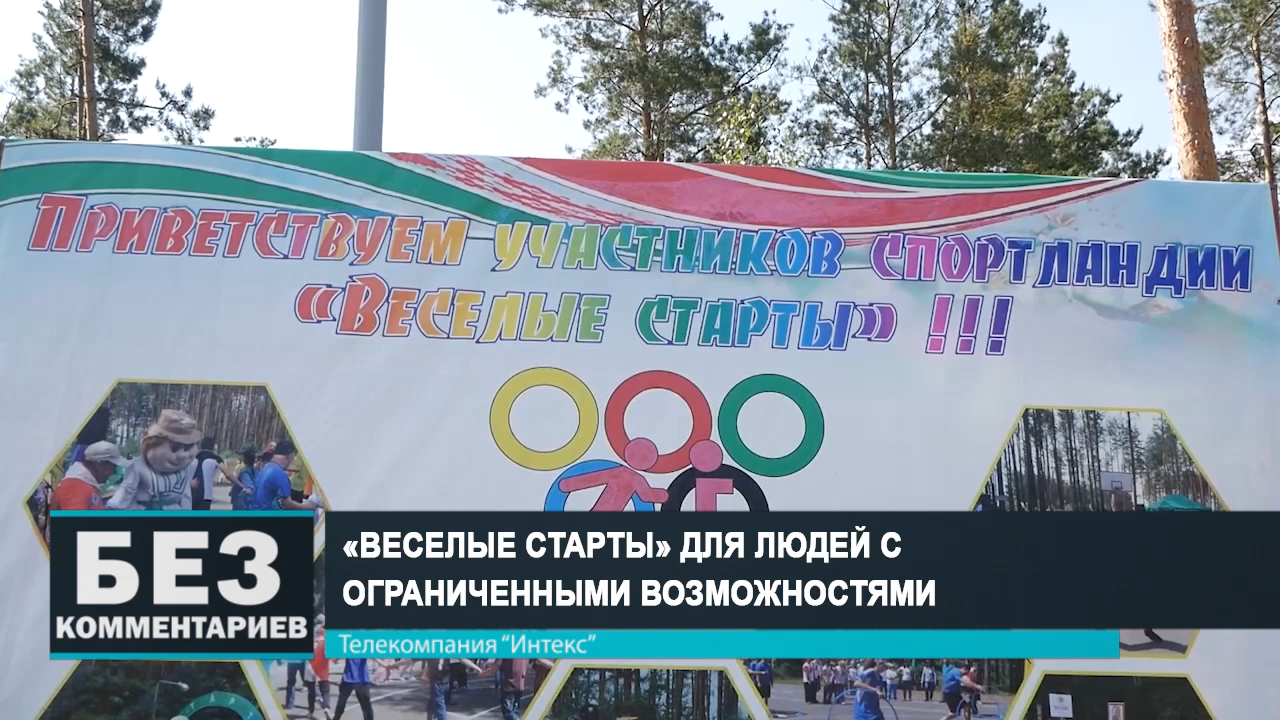 Приветствуем участников спортландии
«Веселые старты» !!!
БЕЗ
КОММЕНТАРИЕВ
«ВЕСЕЛЫЕ СТАРТЫ» ДЛЯ ЛЮДЕЙ С
ОГРАНИЧЕННЫМИ ВОЗМОЖНОСТЯМИ
Телекомпания “Интекс”